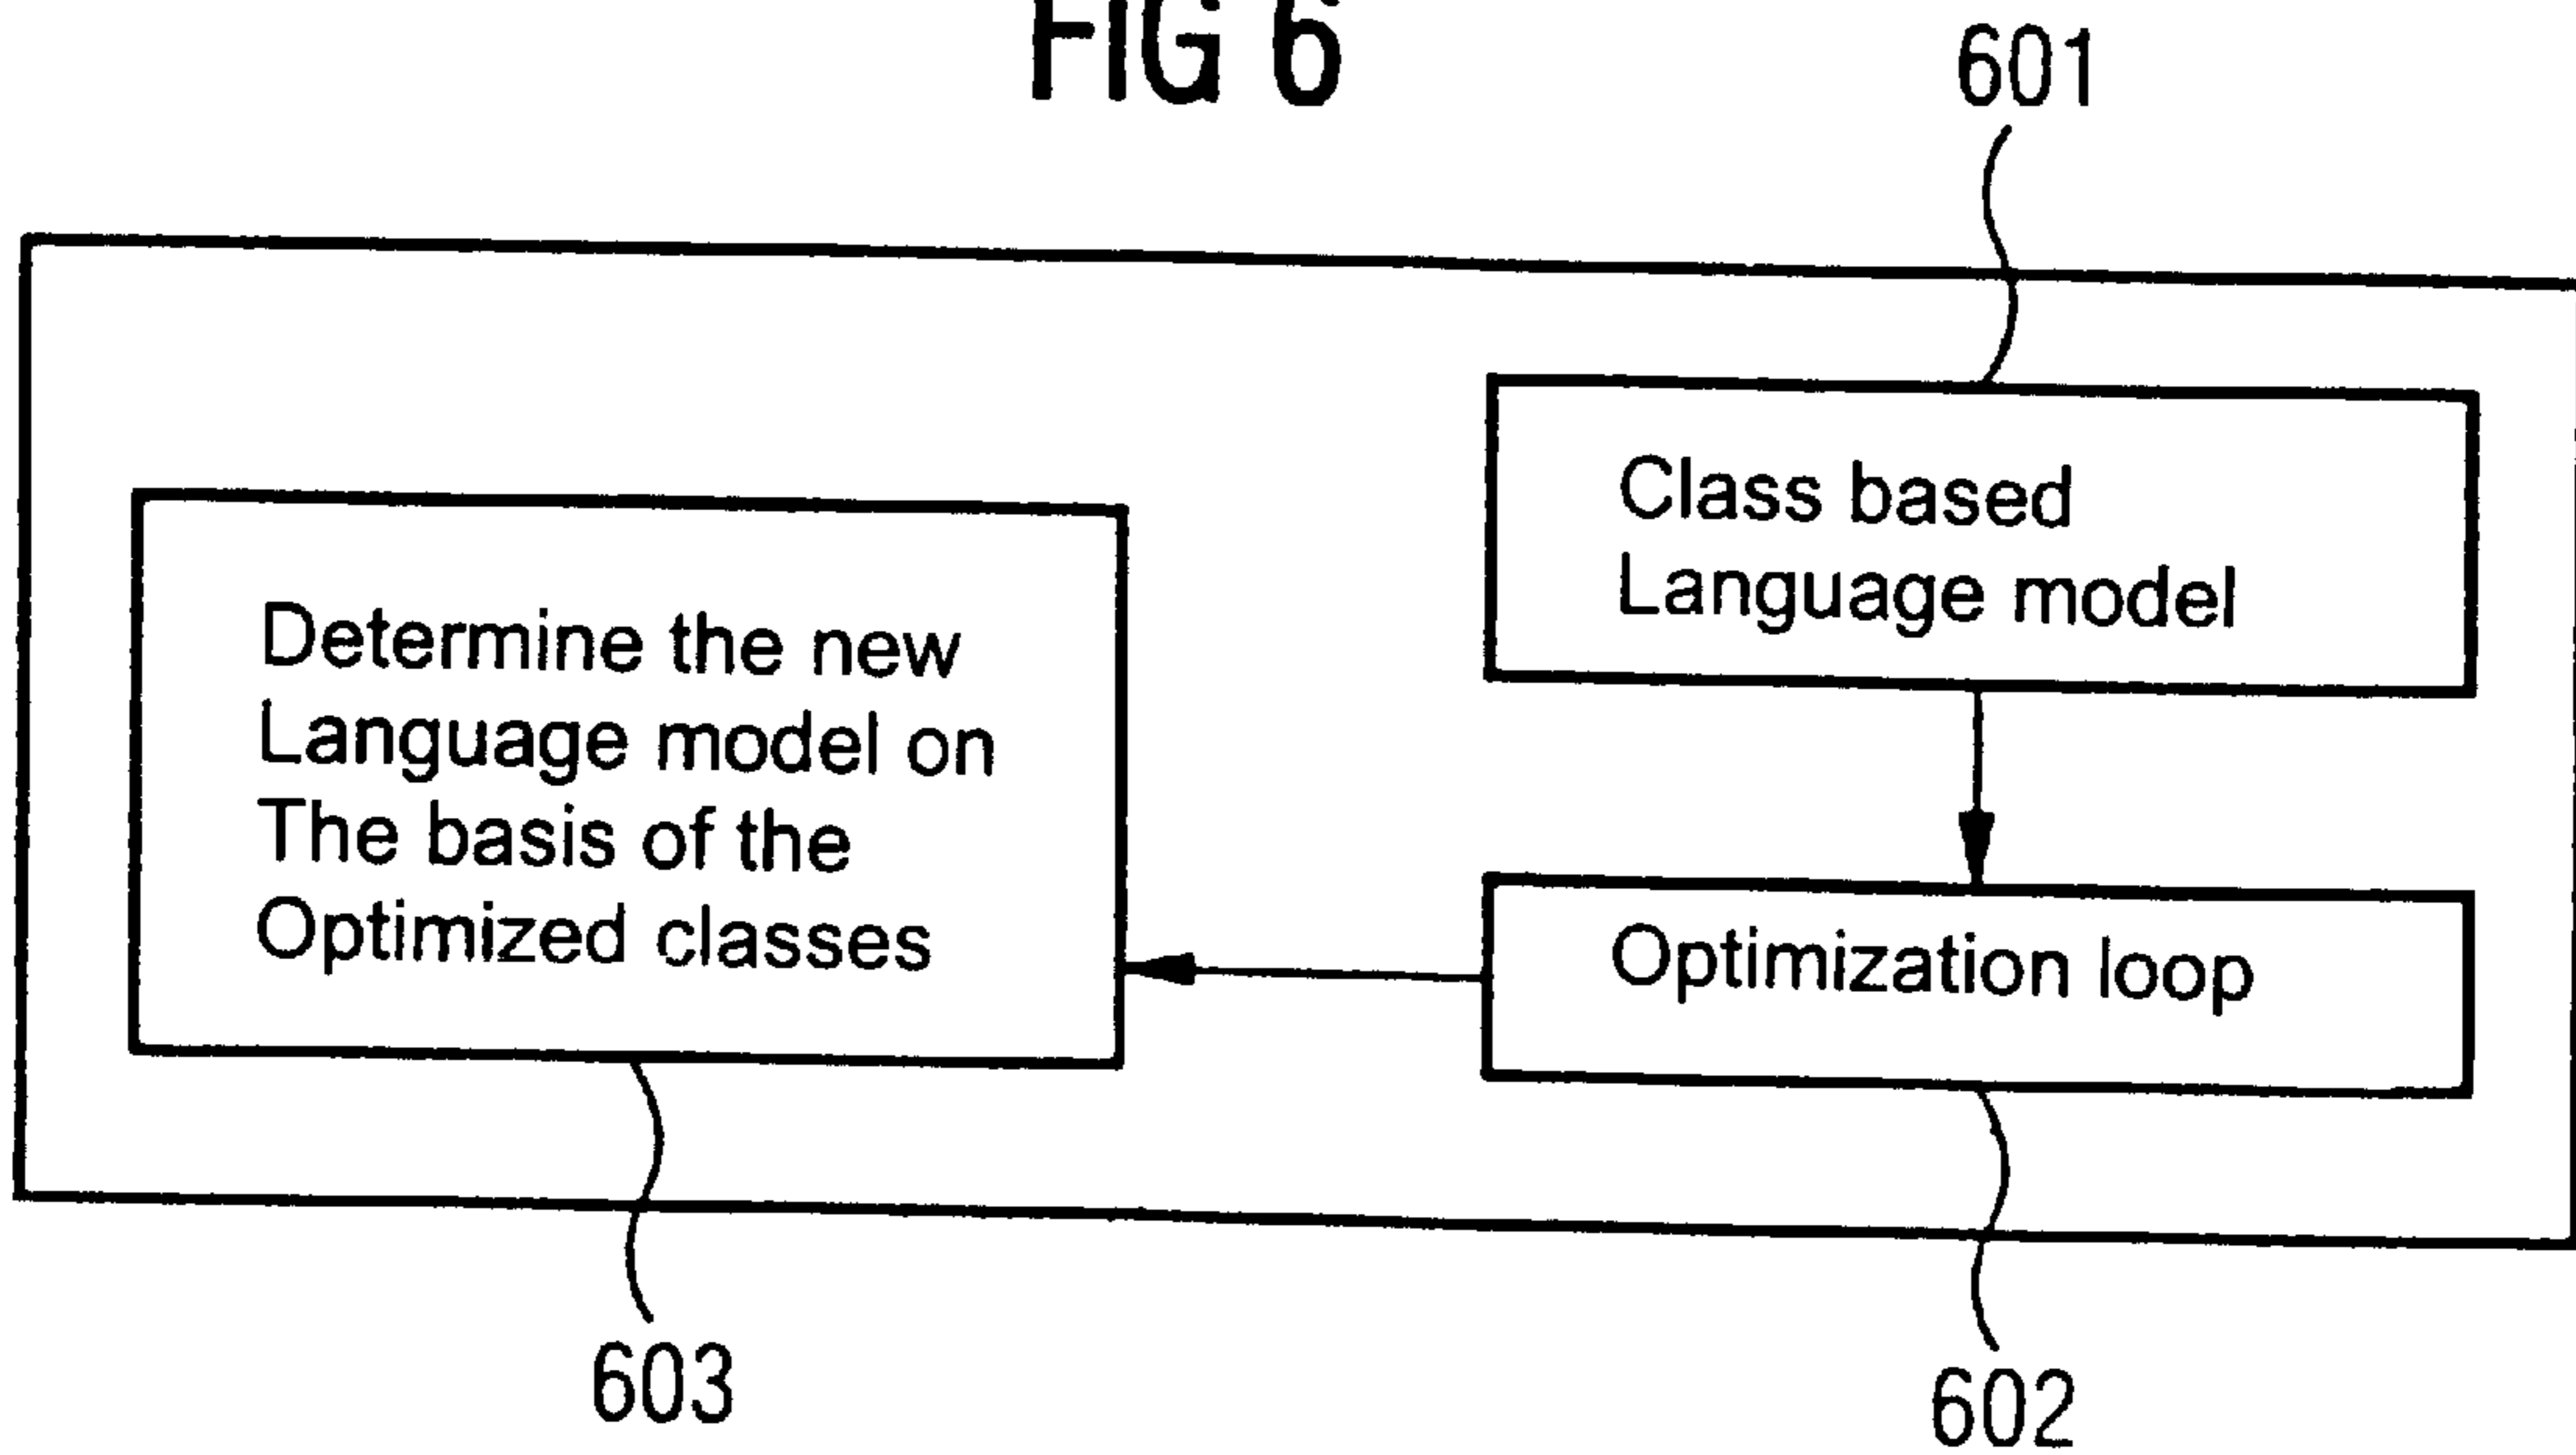 FIG 6
601
Class based
Language model
Determine the new
Language model on
The basis of the
Optimized classes
Optimization loop
603
602